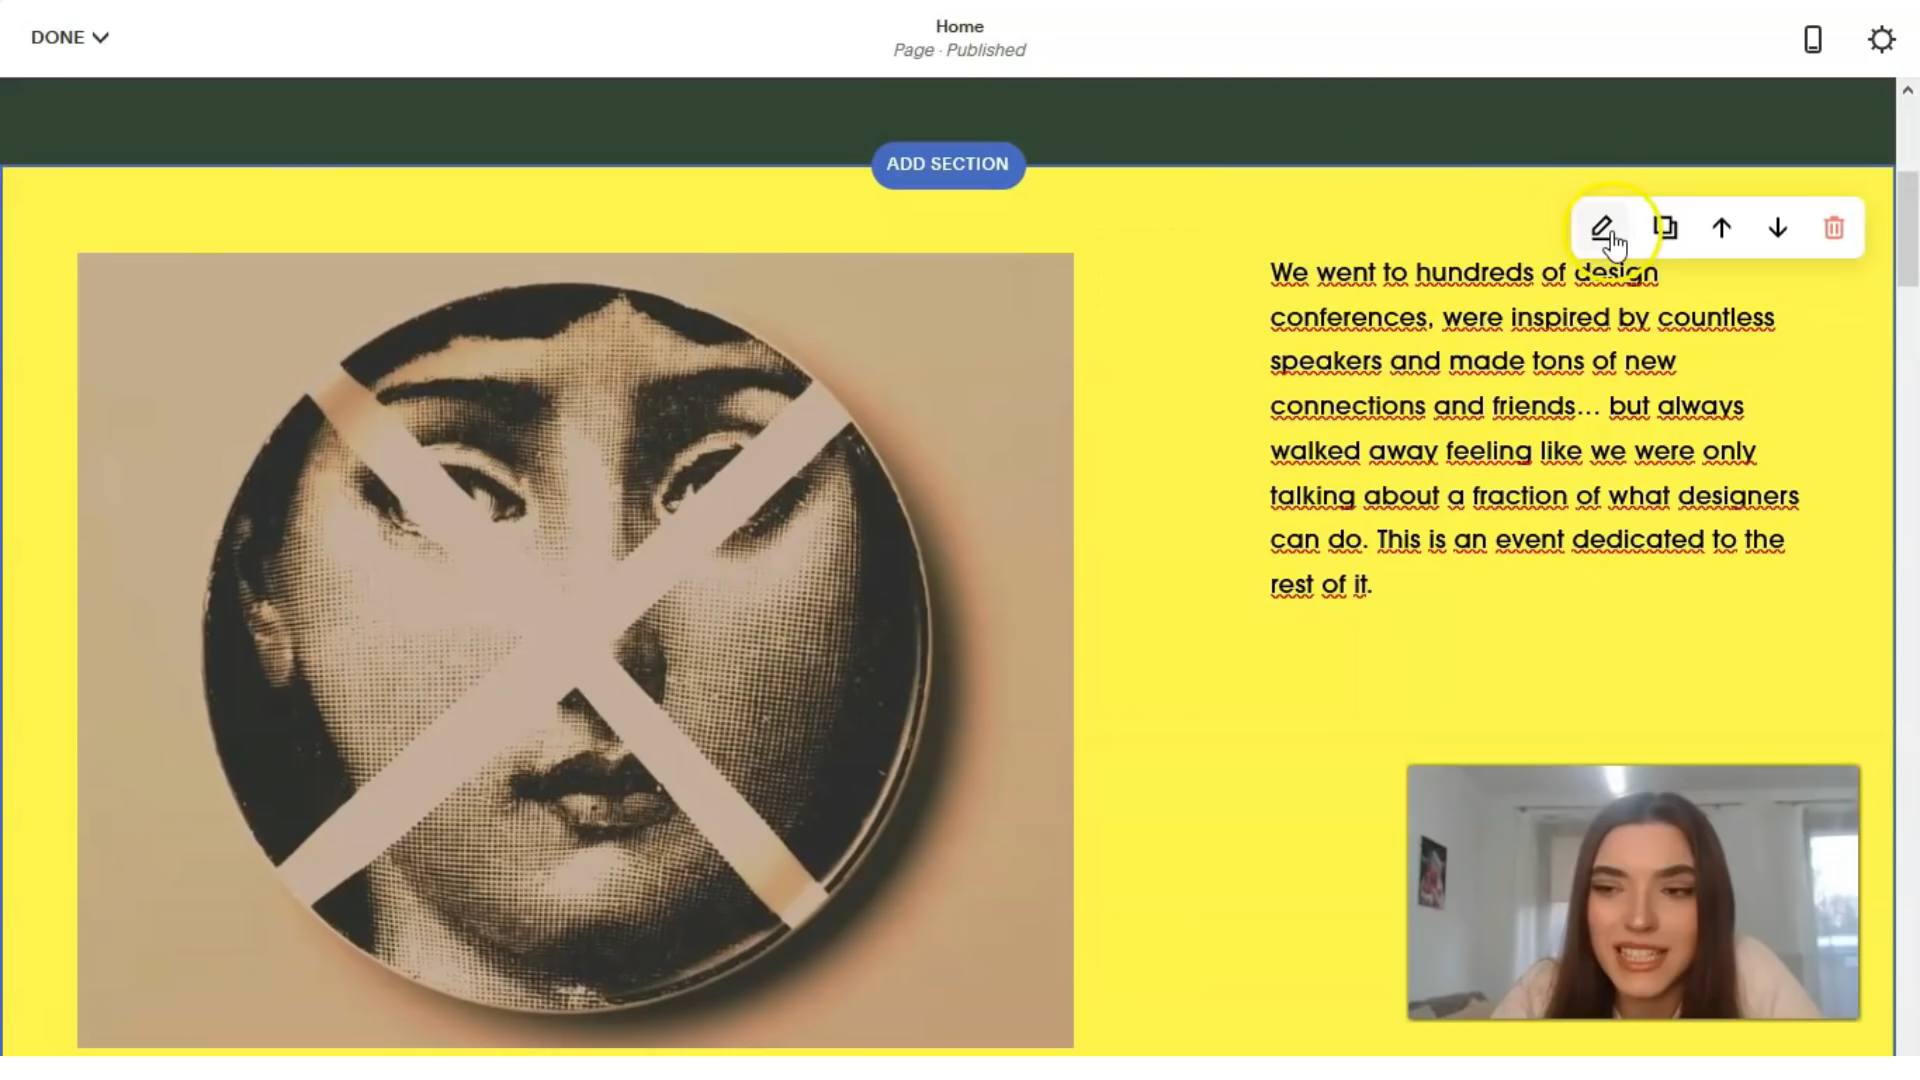 DONE
Home
Page · Published
ADD SECTION
We went to hundreds of design
conferences, were inspired by countless
speakers and made tons of new
connections and friends... but always
walked away feeling like we were only
talking about a fraction of what designers
can do. This is an event dedicated to the
rest of it.